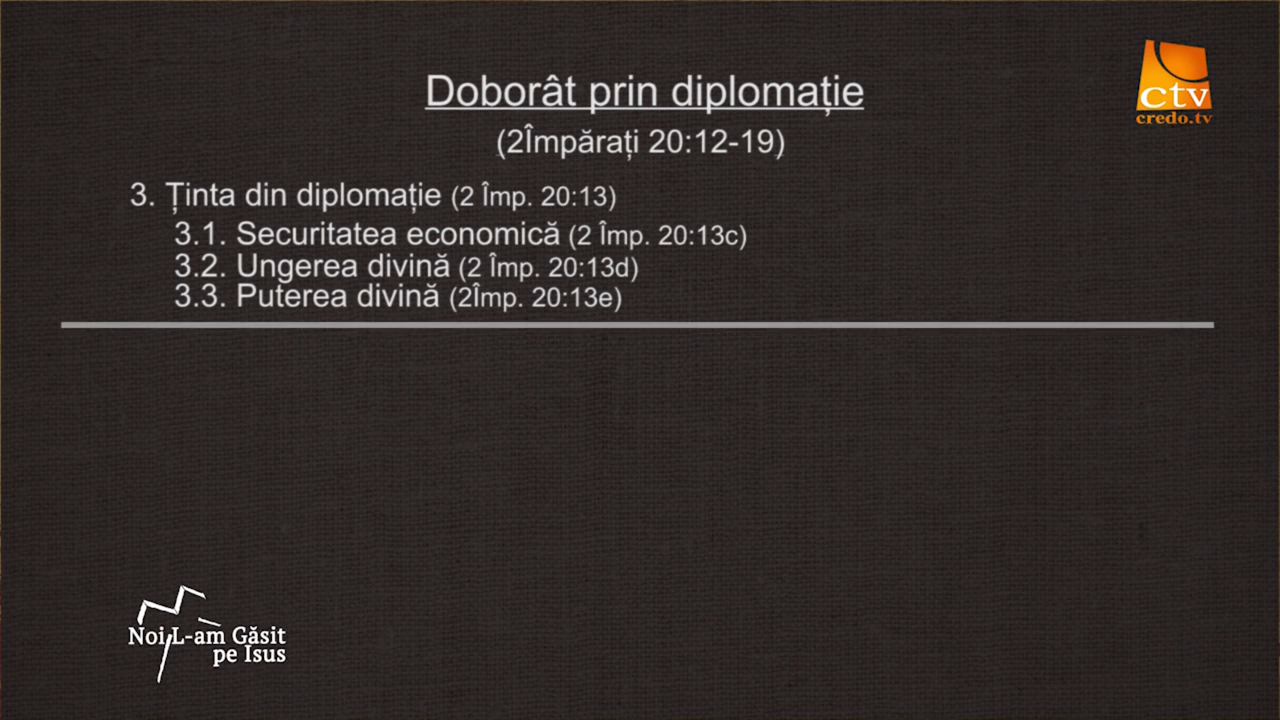 Doborât prin diplomație
(2Împărați 20:12-19)
ctv
credo.tv
3. Ținta din diplomație (2 Împ. 20:13)
3.1. Securitatea economică (2 Împ. 20:13c)
3.2. Ungerea divină (2 Împ. 20:13d)
3.3. Puterea divină (2Împ. 20:13e)
Noi L-am Găsit
pe Isus